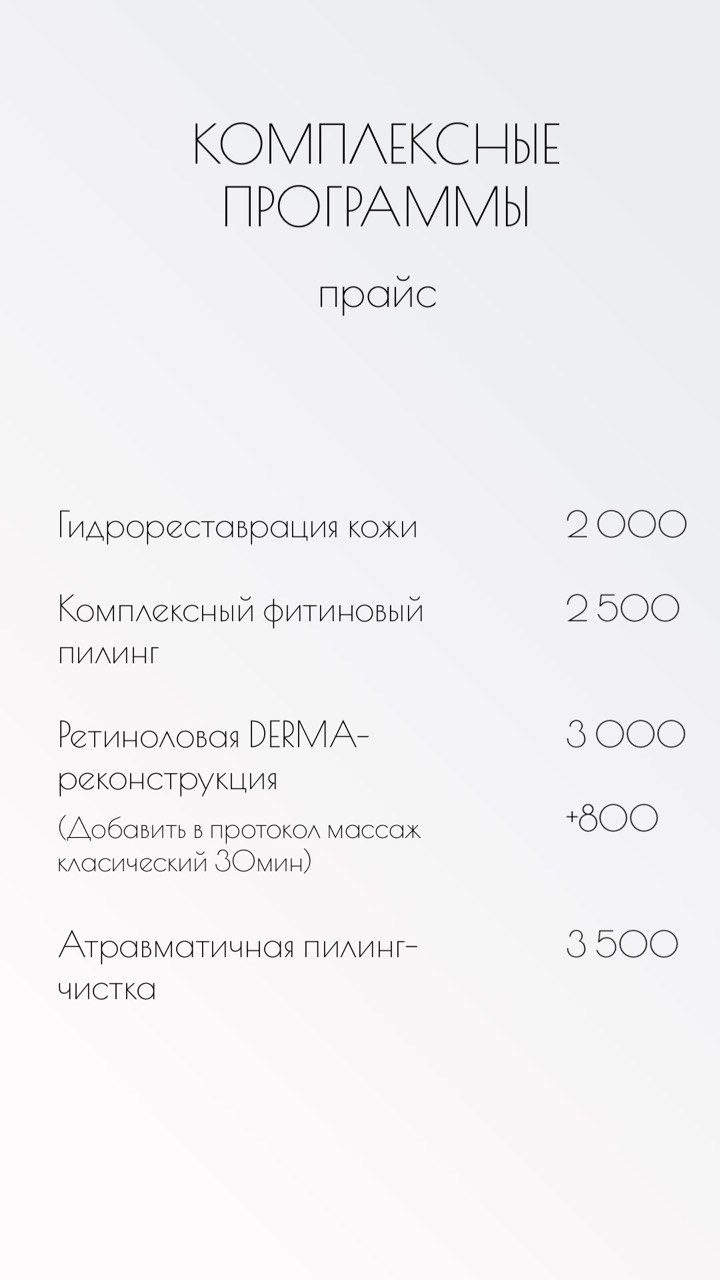 КОМПЛЕКСНЫЕ
ПРОГРАММЫ
прайс
Гидрореставрация кожи 2 000
Комплексный фитиновый 2 500
пилинг
Ретиноловая DERMA- 3 000
реконструкция
(Добавить в протокол массаж +800
класический 30мин)
Атравматичная пилинг- 3 500
чистка